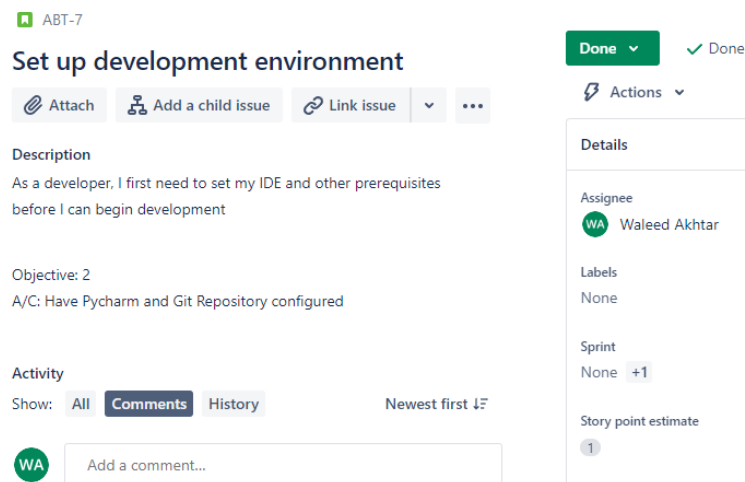 ABT-7
Set up development environment
Attach
Add a child issue
Link issue
Description
As a developer, I first need to set my IDE and other prerequisites
before I can begin development
Objective: 2
A/C: Have Pycharm and Git Repository configured
Activity
Show: All Comments History Newest first
WA Add a comment...
Done
Done
Actions
Details
Assignee
WA Waleed Akhtar
Labels
None
Sprint
None +1
Story point estimate
1